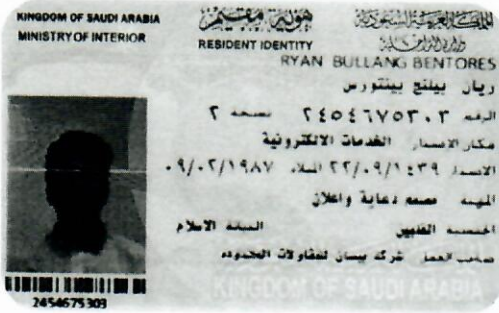 KINGDOM OF SAUDI ARABIA
MINISTRY OF INTERIOR
هوية مقيم
RESIDENT IDENTITY
المملكة العربية السعودية
وزارة الداخلية
RYAN BULLANG BENTORES
ريان بيلنج بينتورس
الرقم ٢٤٥٤٦٧٥٣٠٣ نسخة ٢
مكان الاصدار الخدمات الالكترونية
الاصدار ٢٢/٠٩/١٤٣٩ الميلاد ٠٩/٠٢/١٩٨٧
المهنة مصمم دعاية واعلان
الجنسية الفلبين الديانة الاسلام
صاحب العمل شركة بيسان للمقاولات المحدوده
KINGDOM OF SAUDI ARABIA
2454675303